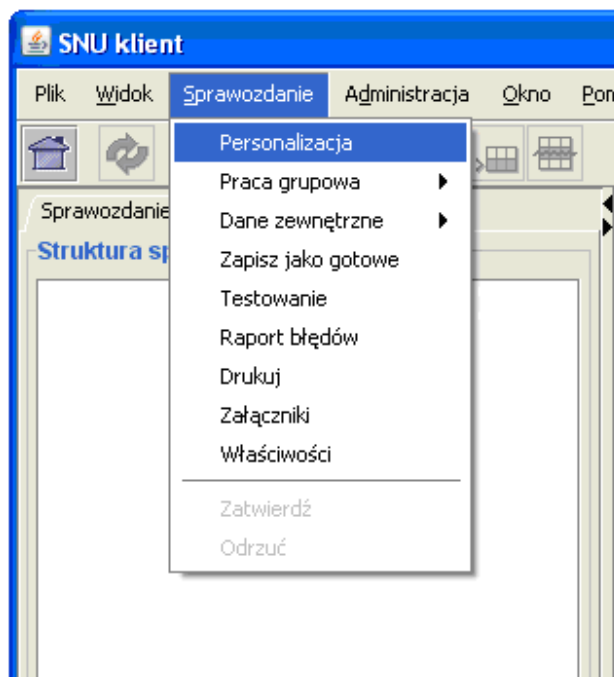 SNU klient
Plik Widok Sprawozdanie Administracja Okno
Personalizacja
Praca grupowa
Dane zewnętrzne
Zapisz jako gotowe
Testowanie
Raport błędów
Drukuj
Załączniki
Właściwości
Zatwierdź
Odrzuć
Sprawozdanie
Struktura